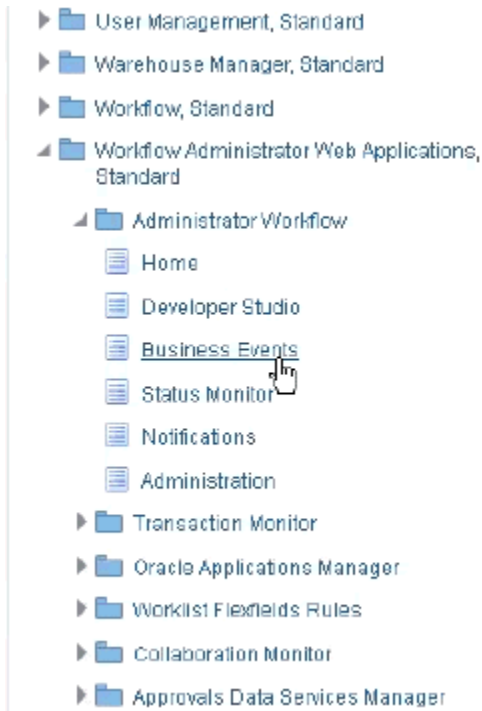 User Management, Standard
Warehouse Manager, Standard
Workflow, Standard
Workflow Administrator Web Applications,
Standard
Administrator Workflow
Home
Developer Studio
Business Events
Status Monitor
Notifications
Administration
Transaction Monitor
Oracle Applications Manager
Worklist Flexfields Rules
Collaboration Monitor
Approvals Data Services Manager